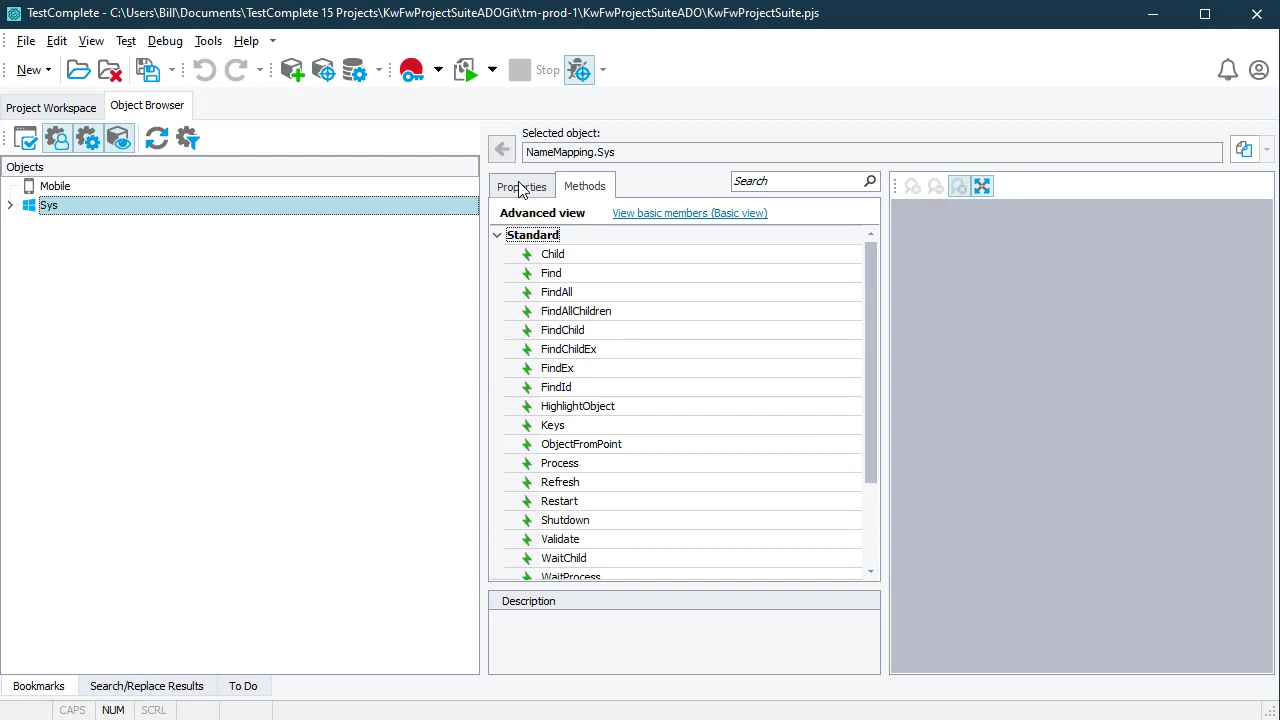 TestComplete - C:\Users\Bill\Documents\TestComplete 15 Projects\KwFwProjectSuiteADOGit\tm-prod-1\KwFwProjectSuiteADO\KwFwProjectSuite.pjs
File Edit View Test Debug Tools Help
New Stop
Project Workspace Object Browser
Selected object:
NameMapping.Sys
Objects
Mobile
Sys
Properties Methods Search
Advanced view View basic members (Basic view)
Standard
Child
Find
FindAll
FindAllChildren
FindChild
FindChildEx
FindEx
FindId
HighlightObject
Keys
ObjectFromPoint
Process
Refresh
Restart
Shutdown
Validate
WaitChild
WaitProcess
Description
Bookmarks Search/Replace Results To Do
CAPS NUM SCRL